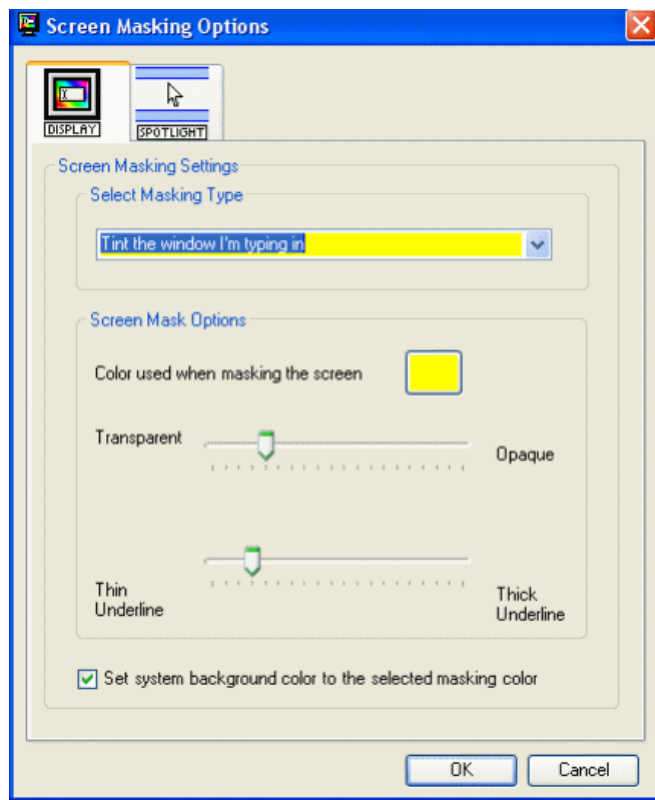 Screen Masking Options
DISPLAY
SPOTLIGHT
Screen Masking Settings
Select Masking Type
Tint the window I'm typing in
Screen Mask Options
Color used when masking the screen
Transparent
Opaque
Thin
Underline
Thick
Underline
Set system background color to the selected masking color
OK
Cancel